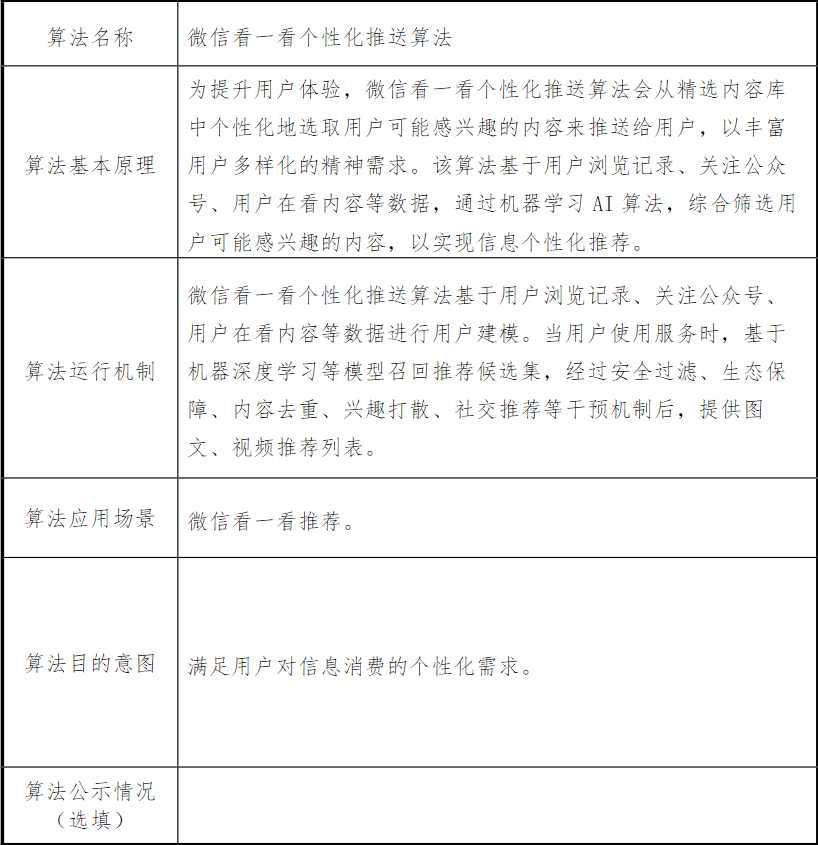 算法名称
微信看一看个性化推送算法
算法基本原理
为提升用户体验，微信看一看个性化推送算法会从精选内容库
中个性化地选取用户可能感兴趣的内容来推送给用户，以丰富
用户多样化的精神需求。该算法基于用户浏览记录、关注公众
号、用户在看内容等数据，通过机器学习 AI 算法，综合筛选用
户可能感兴趣的内容，以实现信息个性化推荐。
算法运行机制
微信看一看个性化推送算法基于用户浏览记录、关注公众号、
用户在看内容等数据进行用户建模。当用户使用服务时，基于
机器深度学习等模型召回推荐候选集，经过安全过滤、生态保
障、内容去重、兴趣打散、社交推荐等干预机制后，提供图
文、视频推荐列表。
算法应用场景
微信看一看推荐。
算法目的意图
满足用户对信息消费的个性化需求。
算法公示情况
（选填）